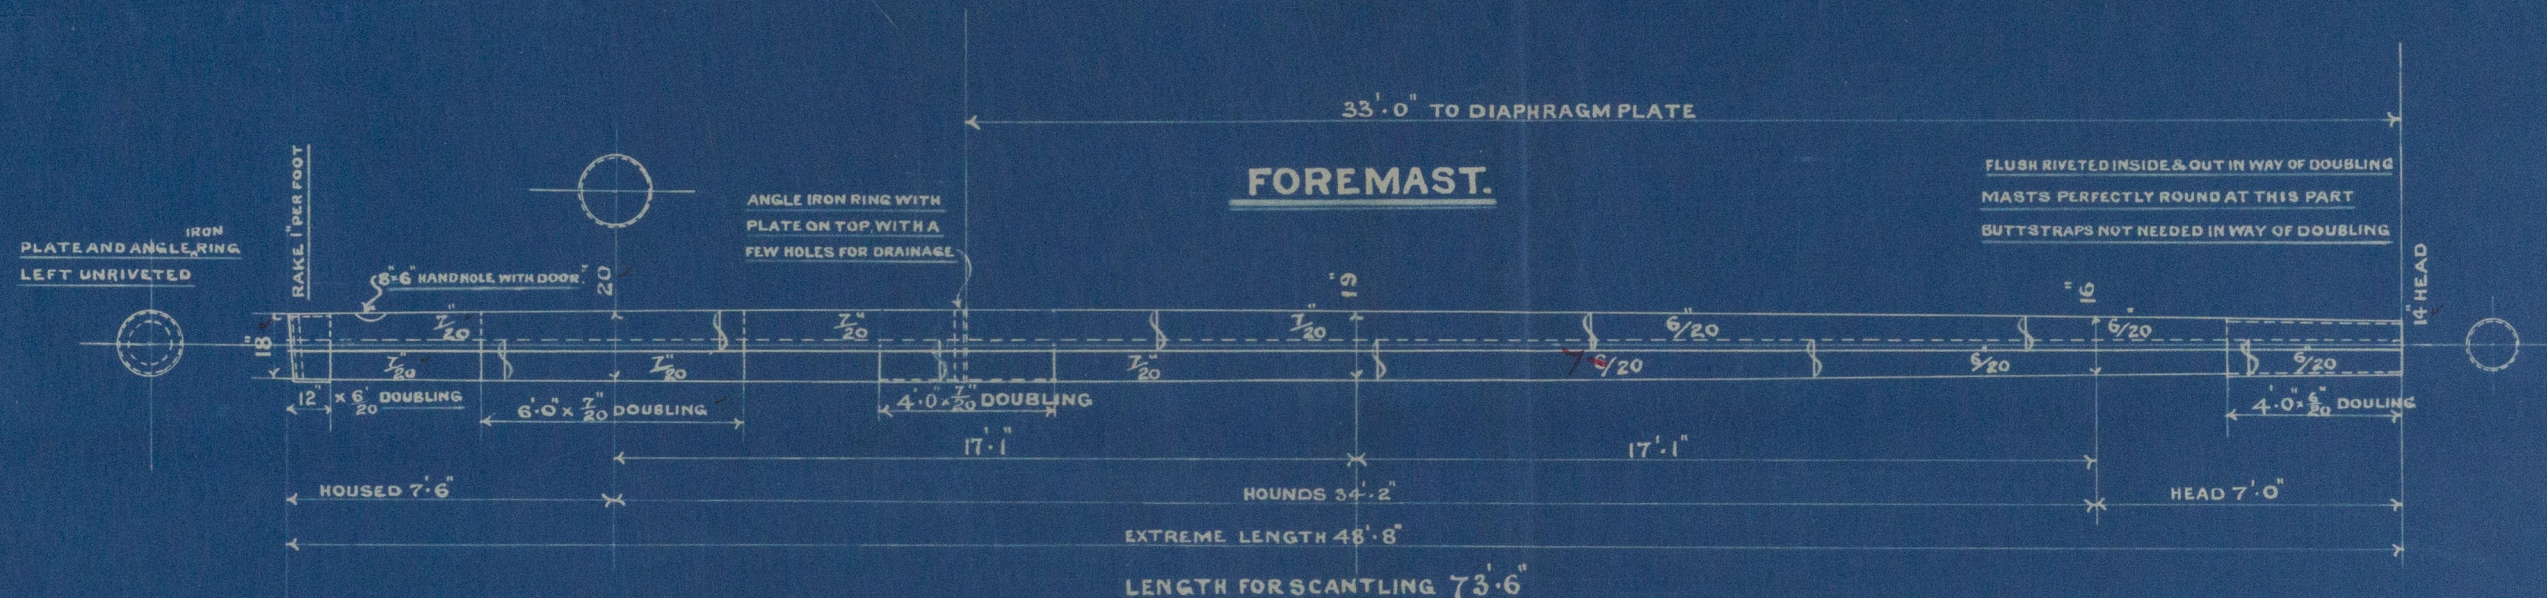 33'·0" TO DIAPHRAGM PLATE
FOREMAST.
FLUSH RIVETED INSIDE & OUT IN WAY OF DOUBLING
MASTS PERFECTLY ROUND AT THIS PART
BUTTSTRAPS NOT NEEDED IN WAY OF DOUBLING
RAKE 1" PER FOOT
ANGLE IRON RING WITH
PLATE ON TOP, WITH A
FEW HOLES FOR DRAINAGE
IRON
PLATE AND ANGLE RING
LEFT UNRIVETED
8"×6" HANDHOLE WITH DOOR
20"
19"
16"
14" HEAD
18"
7/20" 7/20" 7/20" 6/20 6/20"
7/20" 7/20" 7/20" 6/20 6/20 6/20"
12" × 6/20' DOUBLING
6'·0" × 7/20" DOUBLING
4'·0" × 7/20" DOUBLING
4'·0" × 6/20" DOULING
17'·1"
17'·1"
HOUSED 7'·6"
HOUNDS 34'·2"
HEAD 7'·0"
EXTREME LENGTH 48'·8"
LENGTH FOR SCANTLING 73'·6"